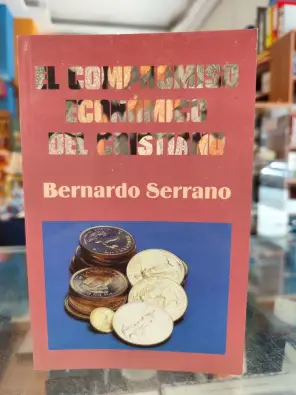 EL COMPROMISO
ECONÓMICO
DEL CRISTIANO
Bernardo Serrano